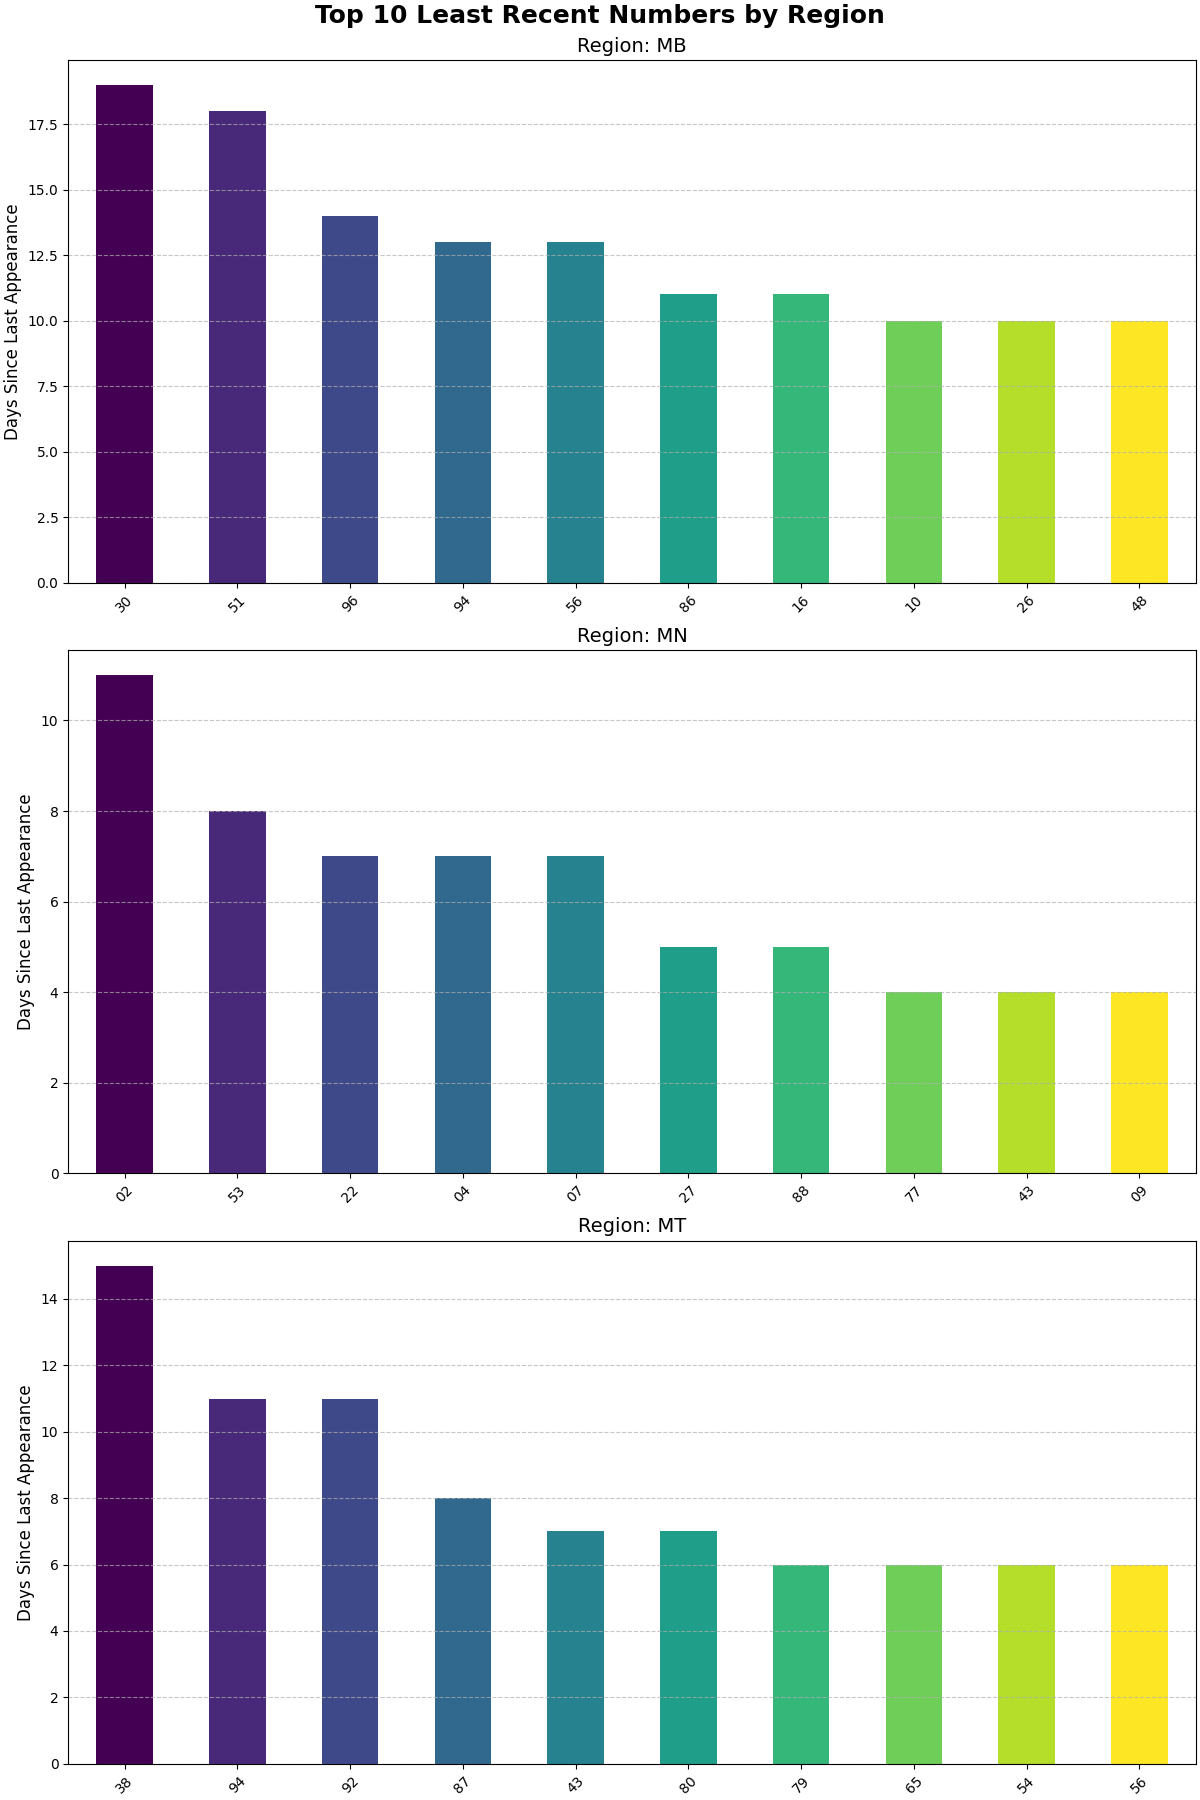 Top 10 Least Recent Numbers by Region
Region: MB
Days Since Last Appearance
17.5
15.0
12.5
10.0
7.5
5.0
2.5
0.0
30 51 96 94 56 86 16 10 26 48
Region: MN
Days Since Last Appearance
10
8
6
4
2
0
02 53 22 04 07 27 88 77 43 09
Region: MT
Days Since Last Appearance
14
12
10
8
6
4
2
0
38 94 92 87 43 80 79 65 54 56